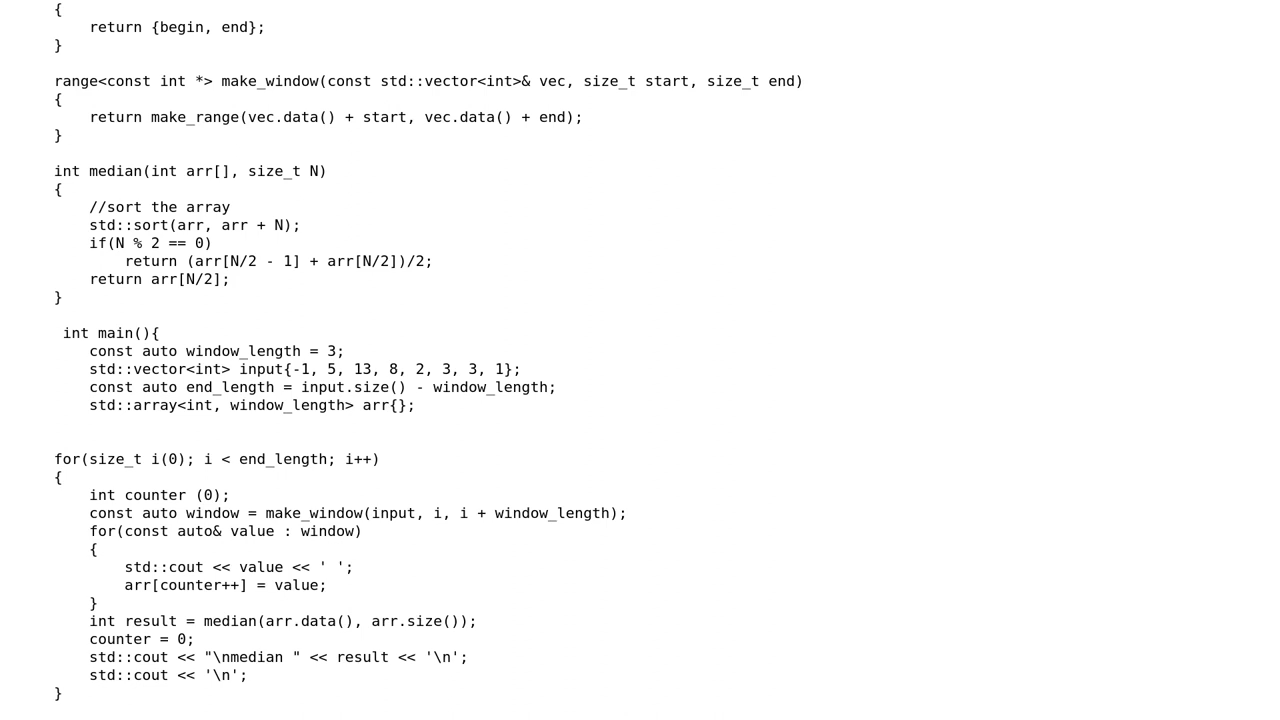 {
    return {begin, end};
}
range<const int *> make_window(const std::vector<int>& vec, size_t start, size_t end)
{
    return make_range(vec.data() + start, vec.data() + end);
}
int median(int arr[], size_t N)
{
    //sort the array
    std::sort(arr, arr + N);
    if(N % 2 == 0)
        return (arr[N/2 - 1] + arr[N/2])/2;
    return arr[N/2];
}
 int main(){
    const auto window_length = 3;
    std::vector<int> input{-1, 5, 13, 8, 2, 3, 3, 1};
    const auto end_length = input.size() - window_length;
    std::array<int, window_length> arr{};
for(size_t i(0); i < end_length; i++)
{
    int counter (0);
    const auto window = make_window(input, i, i + window_length);
    for(const auto& value : window)
    {
        std::cout << value << ' ';
        arr[counter++] = value;
    }
    int result = median(arr.data(), arr.size());
    counter = 0;
    std::cout << "\nmedian " << result << '\n';
    std::cout << '\n';
}